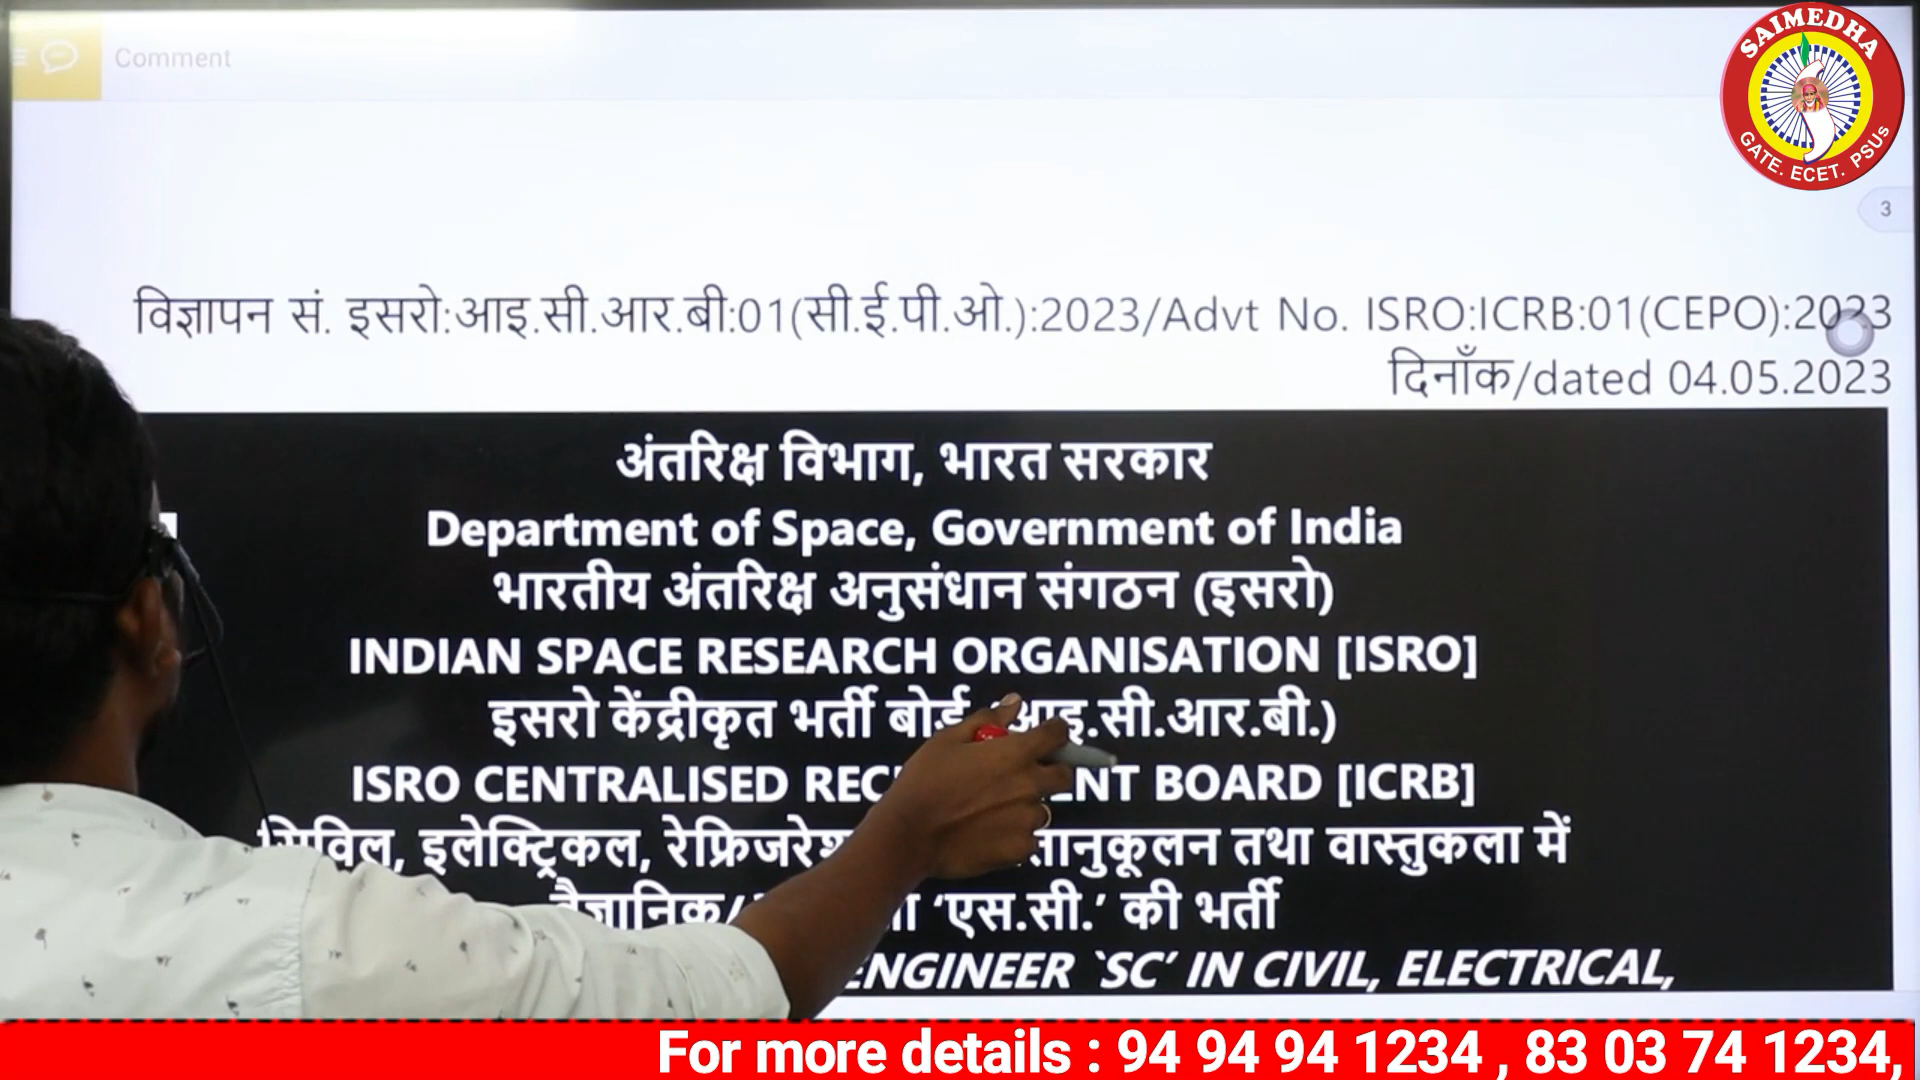 Comment
SAIMEDHA
GATE. ECET. PSUs
3
विज्ञापन सं. इसरो:आइ.सी.आर.बी:01(सी.ई.पी.ओ.):2023/Advt No. ISRO:ICRB:01(CEPO):2023
दिनाँक/dated 04.05.2023
अंतरिक्ष विभाग, भारत सरकार
Department of Space, Government of India
भारतीय अंतरिक्ष अनुसंधान संगठन (इसरो)
INDIAN SPACE RESEARCH ORGANISATION [ISRO]
इसरो केंद्रीकृत भर्ती बोर्ड (आइ.सी.आर.बी.)
ISRO CENTRALISED BOARD [ICRB]
सिविल, इलेक्ट्रिकल, तथा वास्तुकला में
'एस.सी.' की भर्ती
ENGINEER `SC' IN CIVIL, ELECTRICAL,
For more details : 94 94 94 1234 , 83 03 74 1234,